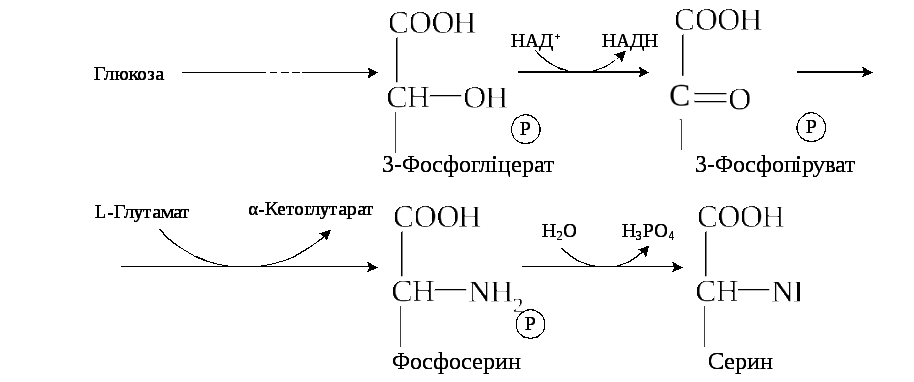 COOH
COOH
НАД⁺ НАДН
Глюкоза
CH—OH
C=O
P
P
3-Фосфогліцерат
3-Фосфопіруват
L-Глутамат
α-Кетоглутарат
COOH
COOH
H₂O
H₃PO₄
CH—NH₂
CH—NI
P
Фосфосерин
Серин